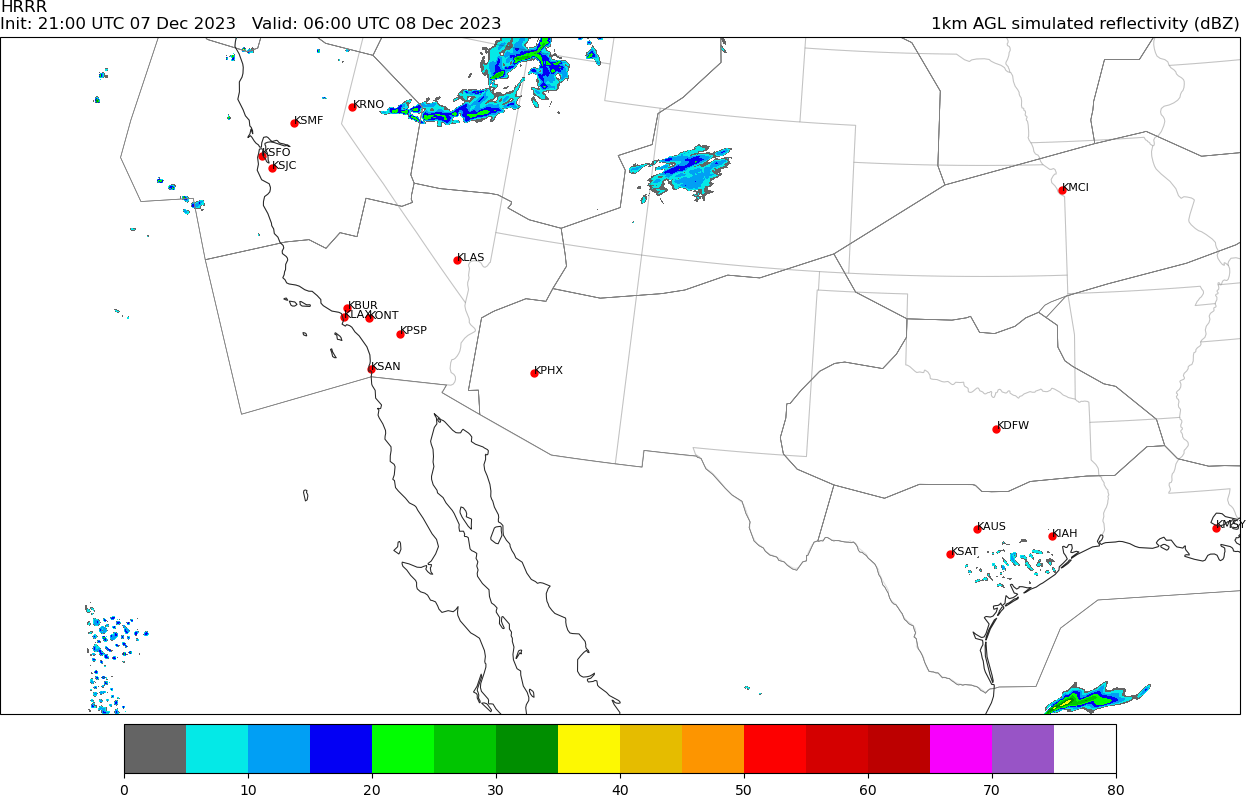 HRRR
Init: 21:00 UTC 07 Dec 2023   Valid: 06:00 UTC 08 Dec 2023
1km AGL simulated reflectivity (dBZ)
KRNO
KSMF
KSFO
KSJC
KMCI
KLAS
KBUR
KLAX
KONT
KPSP
KSAN
KPHX
KDFW
KAUS
KIAH
KMSY
KSAT
0 10 20 30 40 50 60 70 80